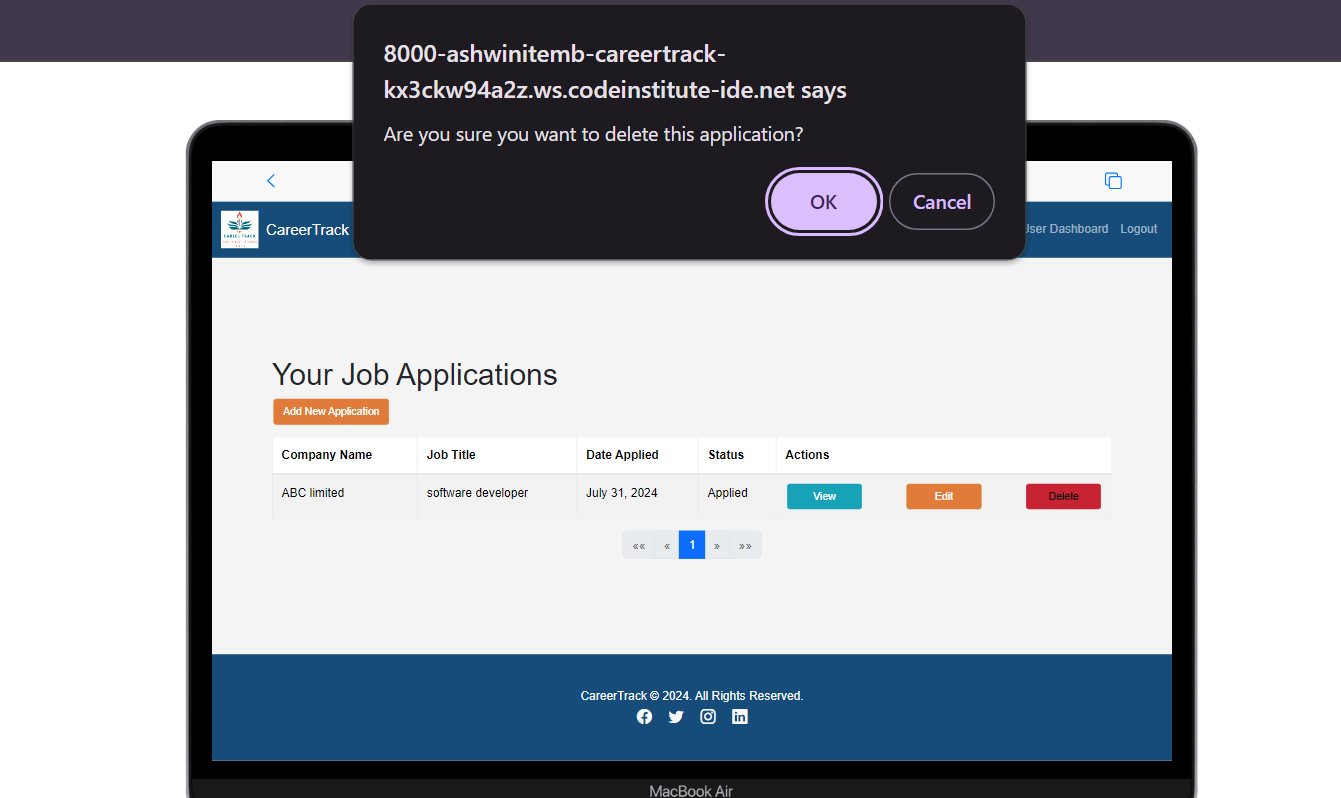 8000-ashwinitemb-careertrack-
kx3ckw94a2z.ws.codeinstitute-ide.net says
Are you sure you want to delete this application?
OK Cancel
CAREER TRACK
CareerTrack User Dashboard Logout
Your Job Applications
Add New Application
Company Name Job Title Date Applied Status Actions
ABC limited software developer July 31, 2024 Applied View Edit Delete
«« « 1 » »»
CareerTrack © 2024. All Rights Reserved.
MacBook Air